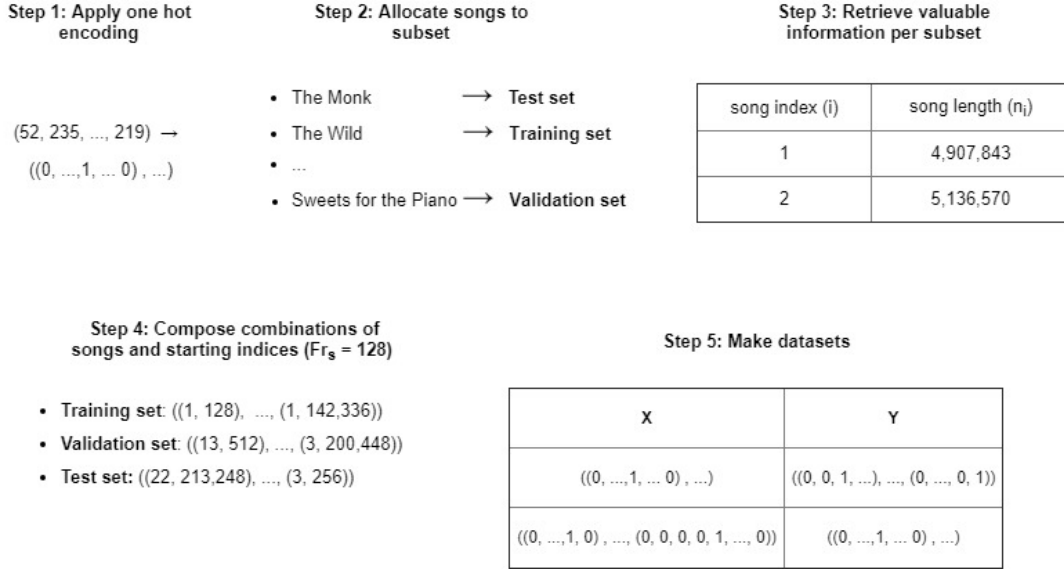 Step 1: Apply one hot
encoding
(52, 235, ..., 219) →
((0, ...,1, ... 0) , ...)
Step 2: Allocate songs to
subset
• The Monk → Test set
• The Wild → Training set
• ...
• Sweets for the Piano → Validation set
Step 3: Retrieve valuable
information per subset
song index (i) song length (nᵢ)
1 4,907,843
2 5,136,570
Step 4: Compose combinations of
songs and starting indices (Frₛ = 128)
• Training set: ((1, 128), ..., (1, 142,336))
• Validation set: ((13, 512), ..., (3, 200,448))
• Test set: ((22, 213,248), ..., (3, 256))
Step 5: Make datasets
X Y
((0, ...,1, ... 0) , ...) ((0, 0, 1, ...), ..., (0, ..., 0, 1))
((0, ...,1, 0) , ..., (0, 0, 0, 0, 1, ..., 0)) ((0, ...,1, ... 0) , ...)